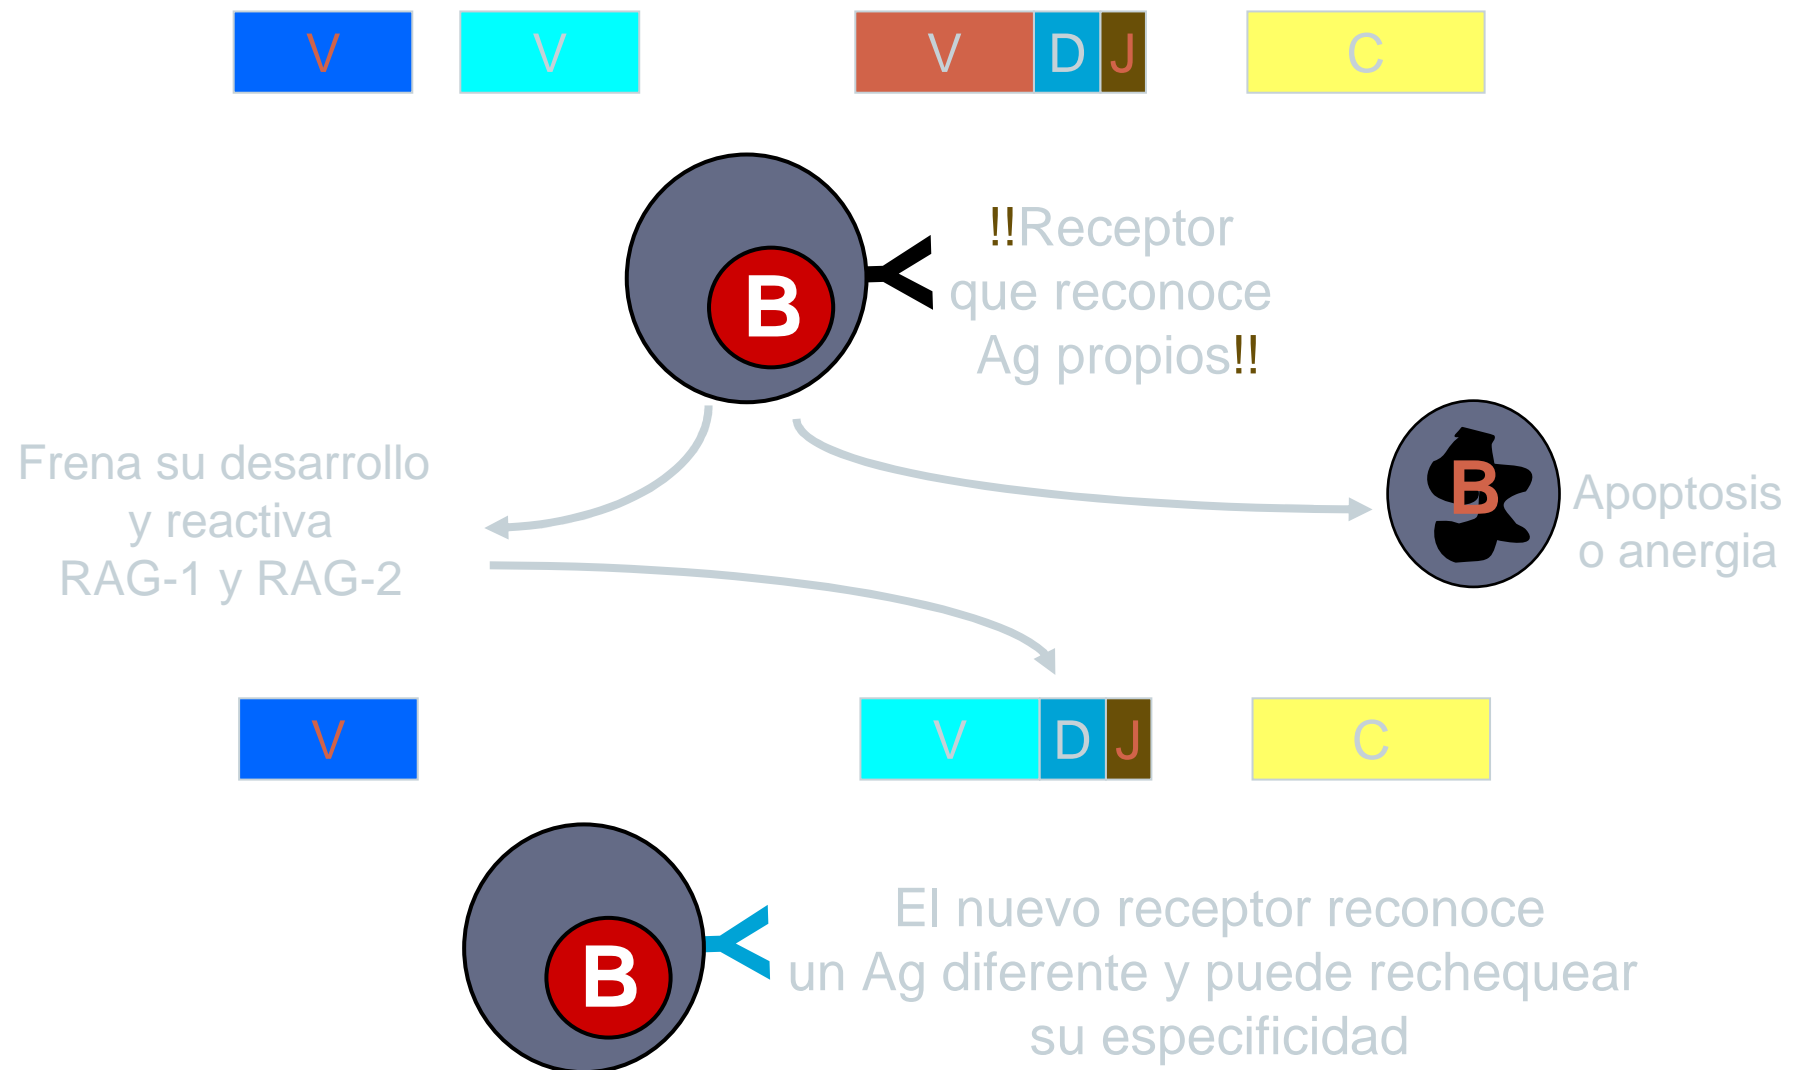 V V V D J C
!!Receptor
que reconoce
Ag propios!!
B
Frena su desarrollo
y reactiva
RAG-1 y RAG-2
B
Apoptosis
o anergia
V V D J C
B
El nuevo receptor reconoce
un Ag diferente y puede rechequear
su especificidad